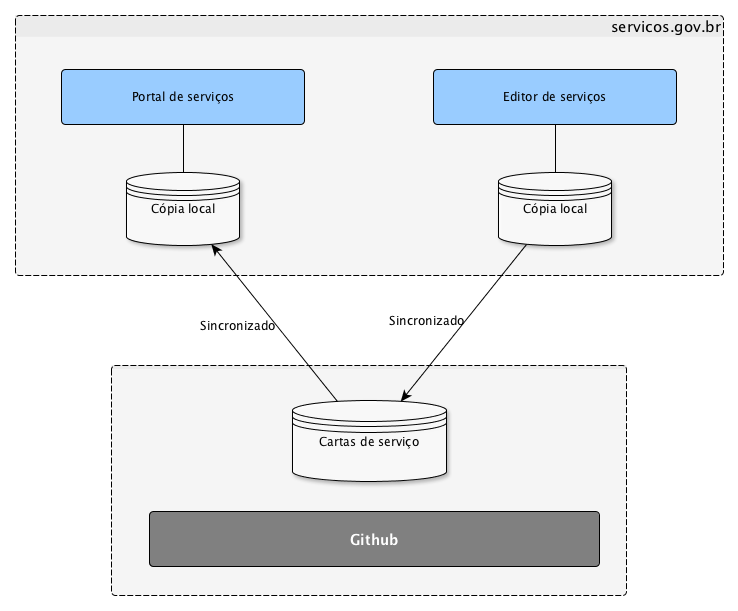 servicos.gov.br
Portal de serviços
Editor de serviços
Cópia local
Cópia local
Sincronizado
Sincronizado
Cartas de serviço
Github